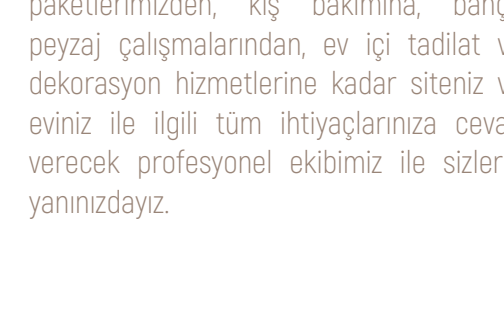 paketlerimizden, kış bakımına,
peyzaj çalışmalarından, ev içi tadilat
dekorasyon hizmetlerine kadar siteniz
eviniz ile ilgili tüm ihtiyaçlarınıza
verecek profesyonel ekibimiz ile
yanınızdayız.